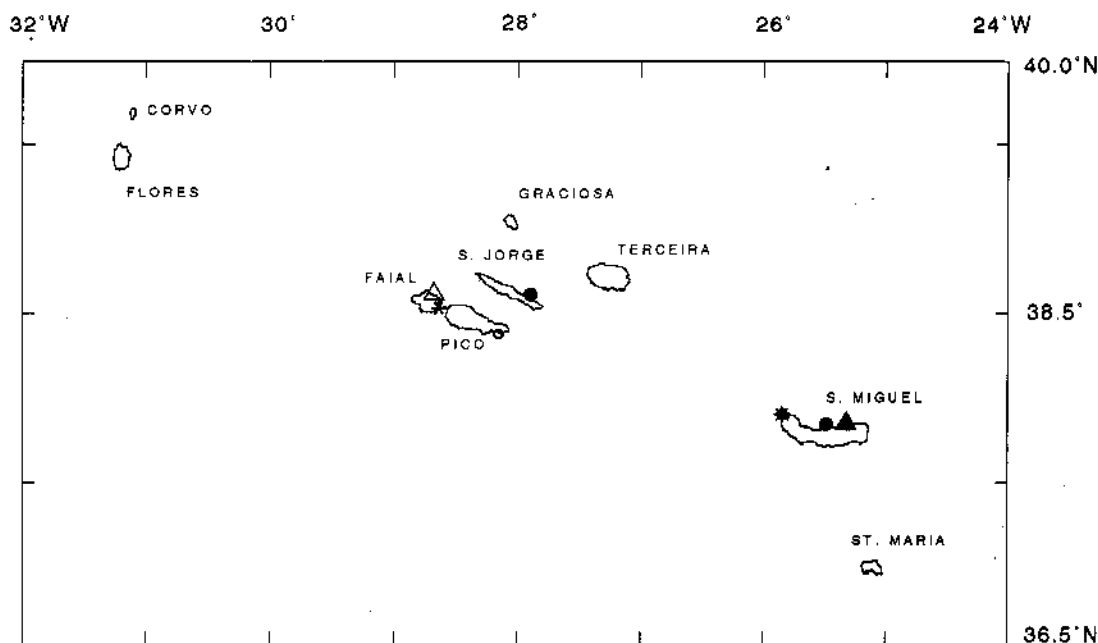 32°W 30° 28° 26° 24°W
40.0°N
CORVO
FLORES
GRACIOSA
S. JORGE
TERCEIRA
FAIAL
38.5°
PICO
S. MIGUEL
ST. MARIA
36.5°N